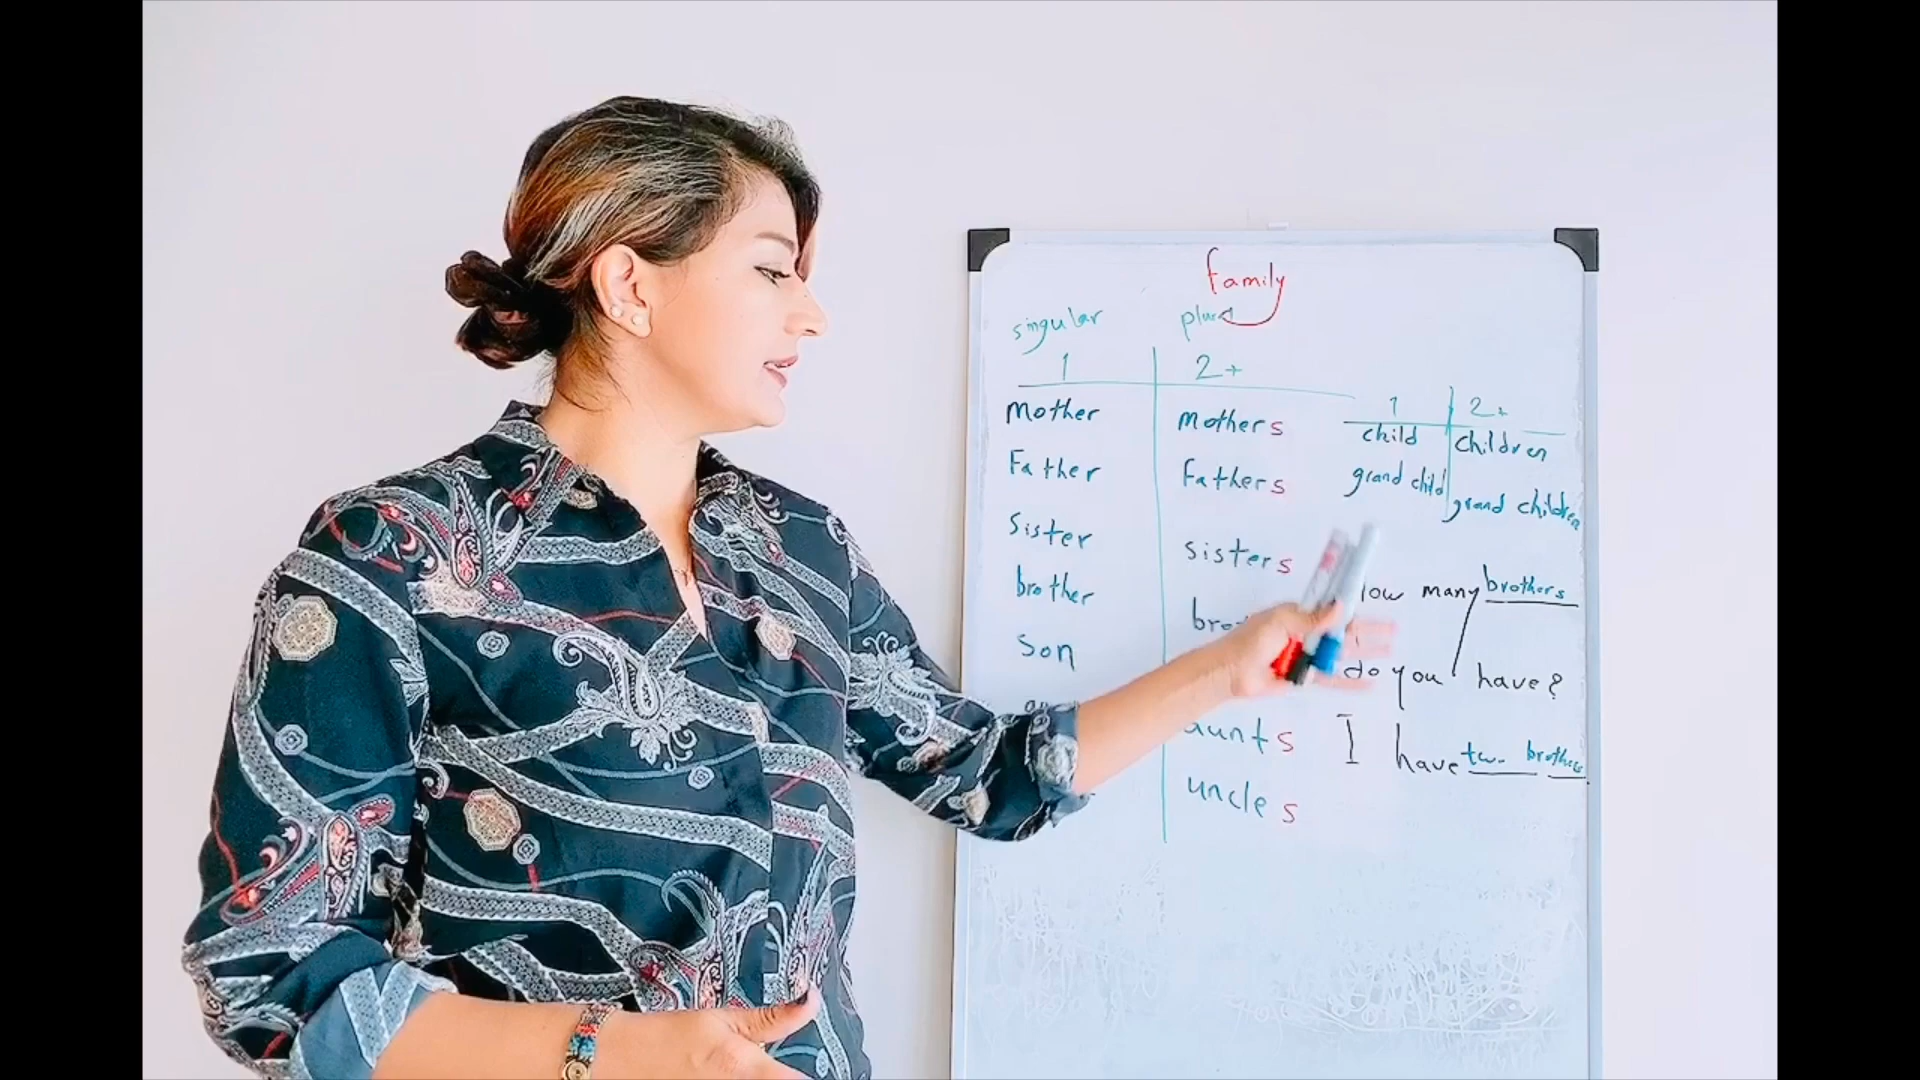 family
singular plural
1 2+
Mother Mothers
Father Fathers
Sister sisters
brother
son
aunts
uncles
1 2+
child children
grand child grand children
many brothers
do you have?
I have two brothers